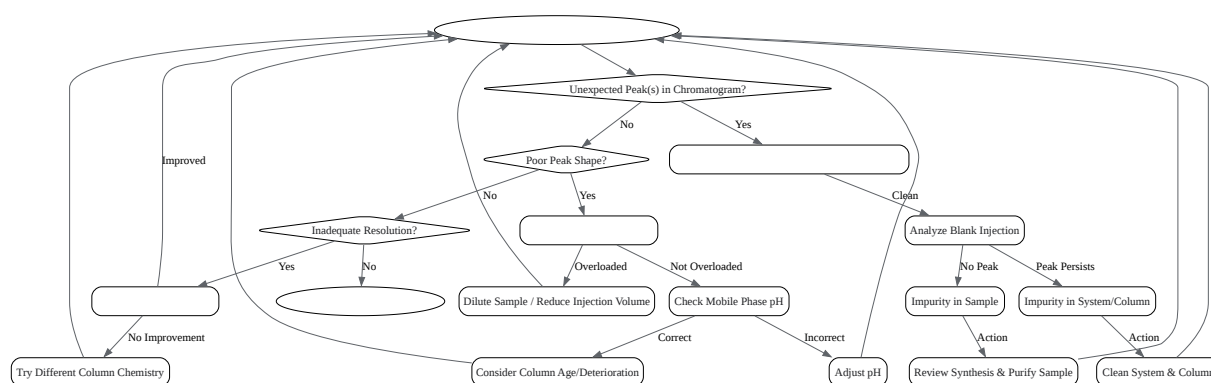 Unexpected Peak(s) in Chromatogram?
No
Yes
Improved
Poor Peak Shape?
No
Yes
Clean
Inadequate Resolution?
Analyze Blank Injection
Yes
No
Overloaded
Not Overloaded
No Peak
Peak Persists
Dilute Sample / Reduce Injection Volume
Check Mobile Phase pH
Impurity in Sample
Impurity in System/Column
No Improvement
Correct
Incorrect
Action
Action
Try Different Column Chemistry
Consider Column Age/Deterioration
Adjust pH
Review Synthesis & Purify Sample
Clean System & Column